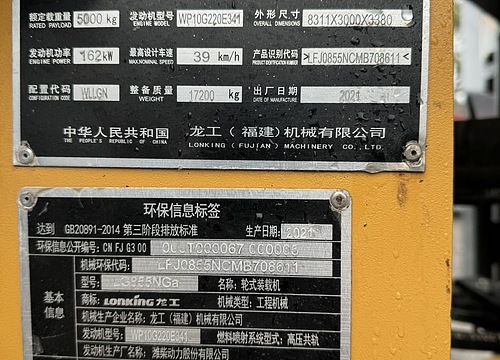 额定载重量 RATED PAYLOAD 5000 kg 发动机型号 ENGINE TYPE WP10G220E341 外形尺寸 OVERALL DIMENSIONS 8311X3000X3380
发动机功率 ENGINE POWER 162kW 最高设计车速 MAX.NOMINAL SPEED 39 km/h 产品识别代码 PRODUCT IDENTIFICATION NUMBER >LFJ0855NCMB708611<
配置代码 CONFIGURATION CODE WLLGN 整备质量 WEIGHT 17200 kg 出厂日期 DATE OF MANUFACTURE 2021
中华人民共和国 龙工（福建）机械有限公司
THE PEOPLE'S REPUBLIC OF CHINA LONKING (FUJIAN) MACHINERY CO.,LTD.
环保信息标签
达到 GB20891-2014 第三阶段排放标准 生产日期: 2021
环保信息公开编号: CN FJ G3 00
机械环保代码: LFJ0855NCMB708611
基本信息
型号: LG855NGa 名称: 轮式装载机
商标: LONKING 龙工 机械类型: 工程机械
机械生产企业名称: 龙工（福建）机械有限公司
发动机型号: WP10G220E341 燃料喷射系统型式: 高压共轨
发动机生产厂名称: 潍柴动力股份有限公司